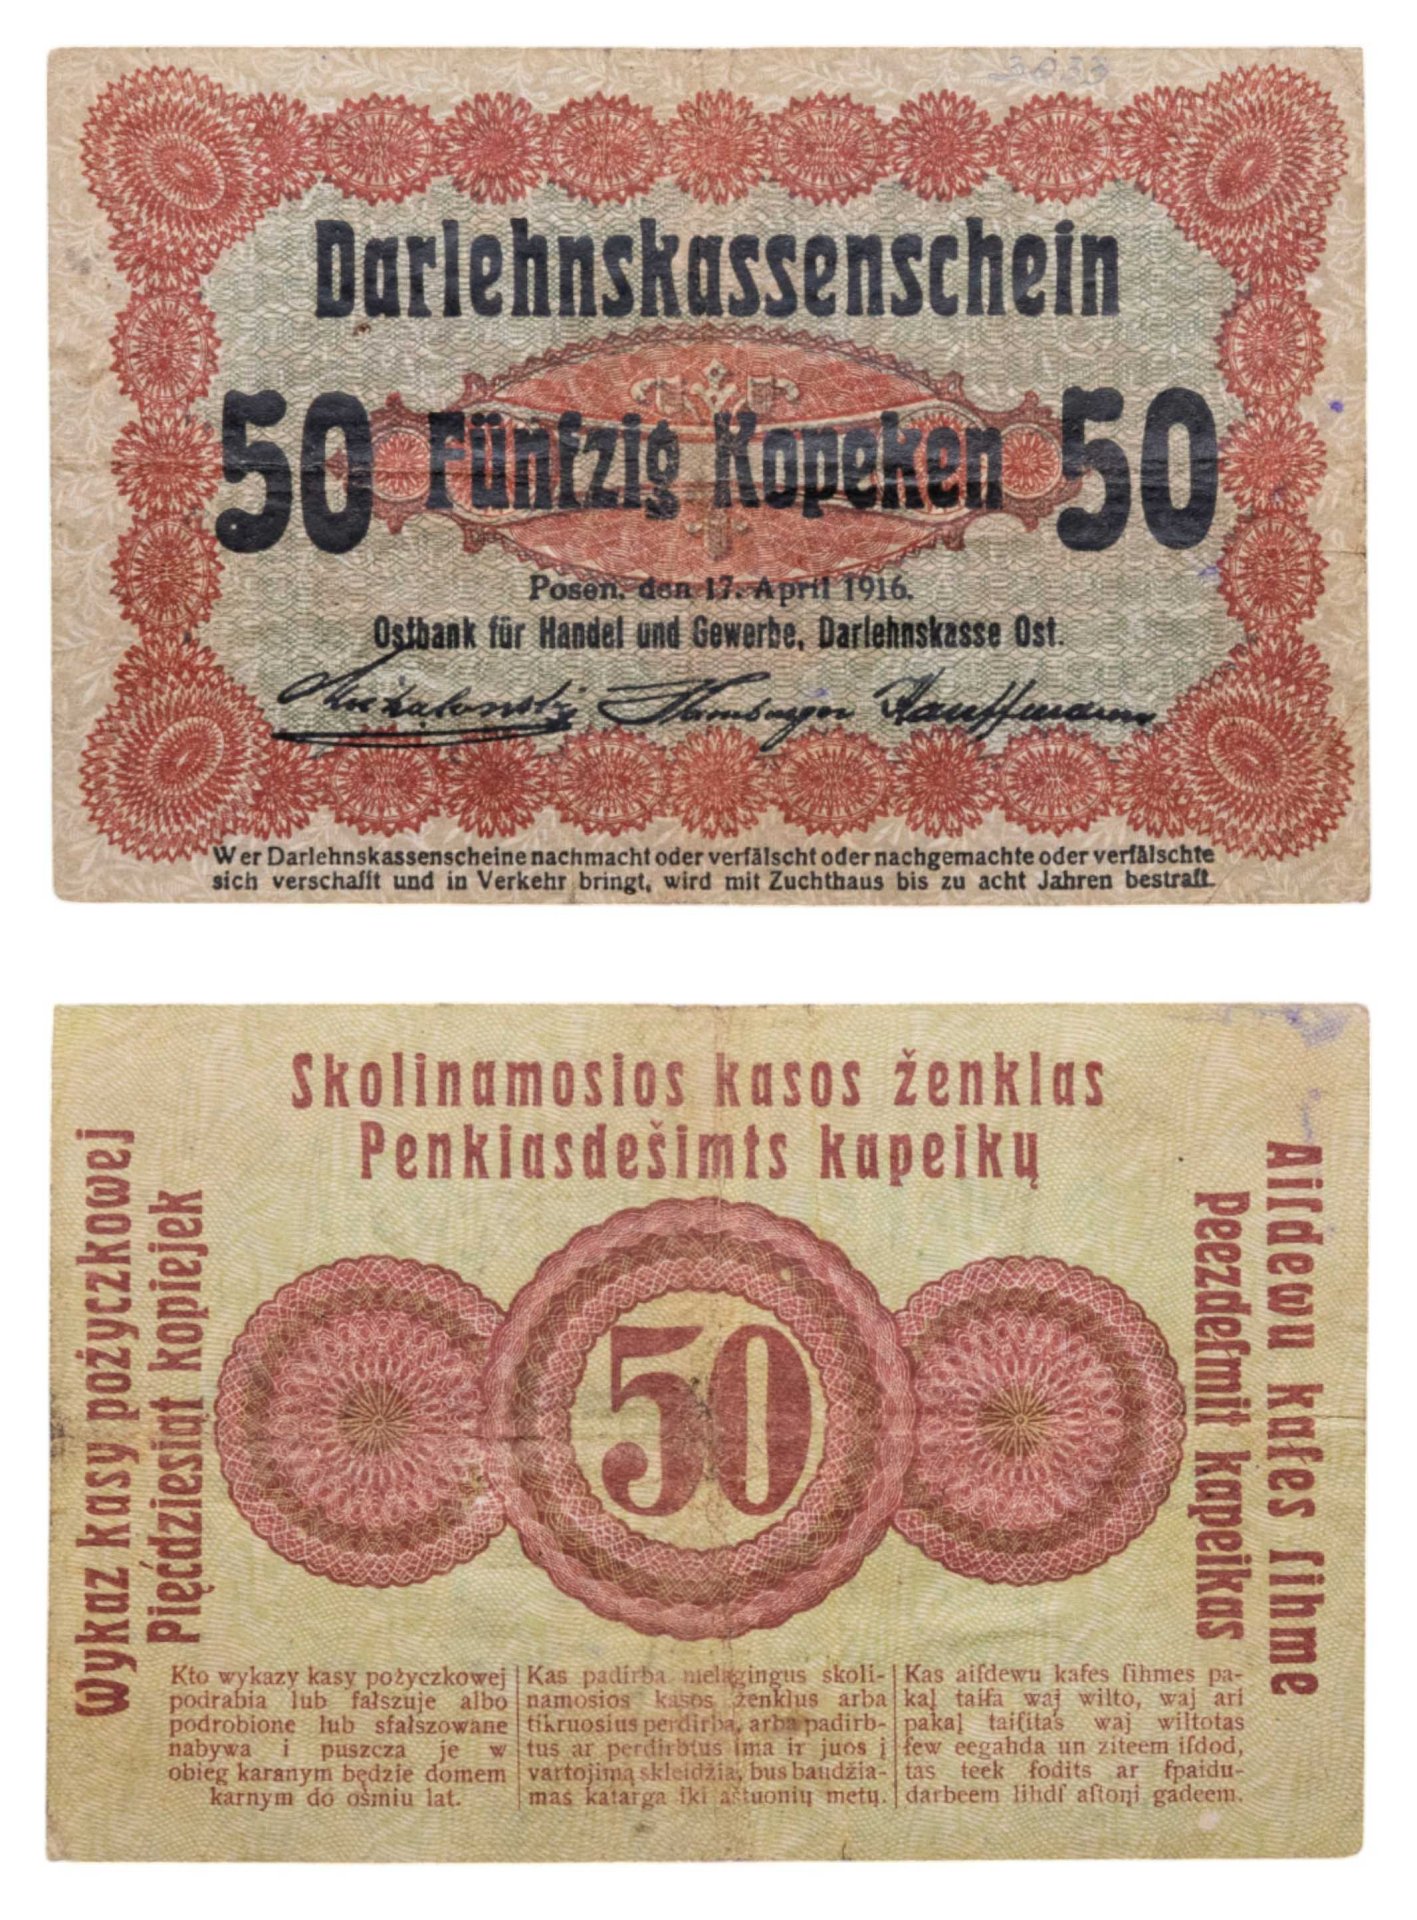 3033
Darlehnskassenschein
50 Fünfzig Kopeken 50
Posen, den 17. April 1916.
Ostbank für Handel und Gewerbe, Darlehnskasse Ost.
Kauffmann
Wer Darlehnskassenscheine nachmacht oder verfälscht oder nachgemachte oder verfälschte
sich verschafft und in Verkehr bringt, wird mit Zuchthaus bis zu acht Jahren bestraft.
Skolinamosios kasos ženklas
Penkiasdešimts kapeikų
Wykaz kasy pożyczkowej
Pięćdziesiąt kopiejek
50
Aiſdewu kaſes ſihme
Peezdeſmit kapeikas
Kto wykazy kasy pożyczkowej
podrabia lub fałszuje albo
podrobione lub sfałszowane
nabywa i puszcza je w
obieg karanym będzie domem
karnym do ośmiu lat.
Kas padirba melagingus skoli-
namosios kasos ženklus arba
tikruosius perdirba, arba padirb-
tus ar perdirbtus ima ir juos į
vartojimą skleidžia, bus baudžia-
mas katarga iki aštuonių metų.
Kas aiſdewu kaſes ſihmes pa-
kaļ taiſa waj wilto, waj ari
pakaļ taiſitas waj wiltotas
ſew eegahda un ziteem iſdod,
tas teek ſodits ar ſpaidu-
darbeem lihdſ aſtoņi gadeem.